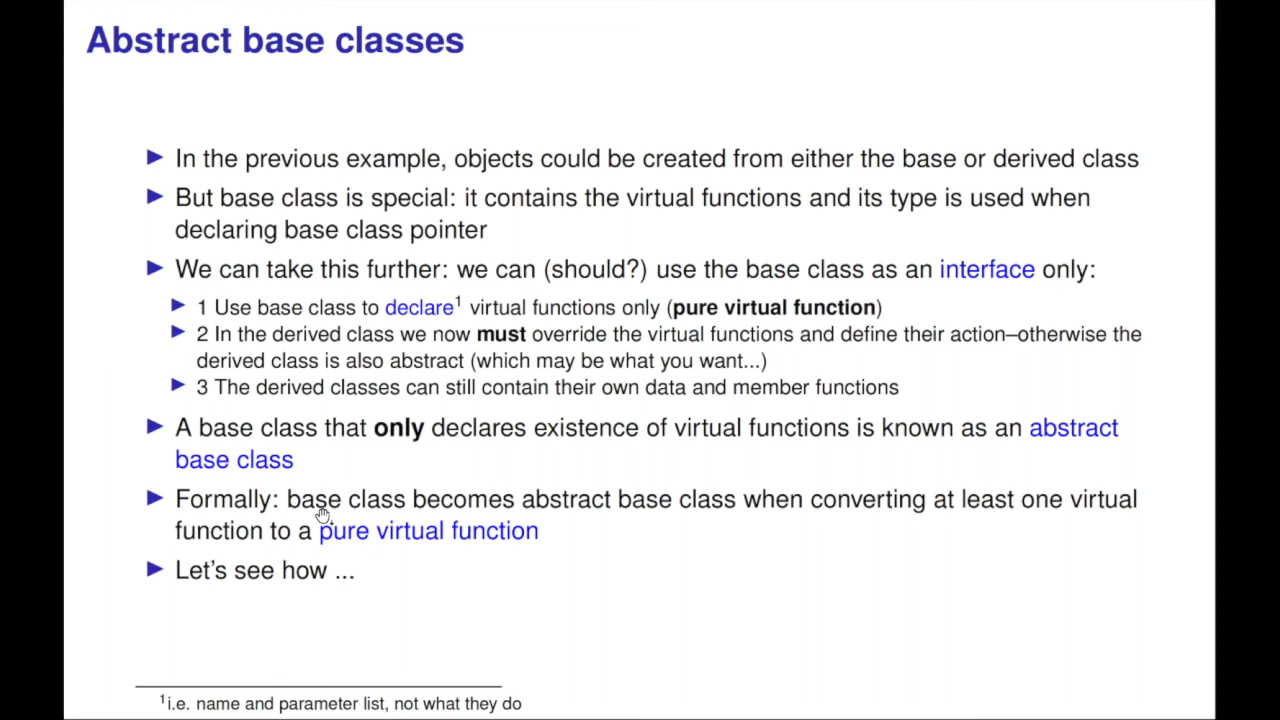 Abstract base classes
▶ In the previous example, objects could be created from either the base or derived class
▶ But base class is special: it contains the virtual functions and its type is used when
declaring base class pointer
▶ We can take this further: we can (should?) use the base class as an interface only:
▶ 1 Use base class to declare¹ virtual functions only (pure virtual function)
▶ 2 In the derived class we now must override the virtual functions and define their action–otherwise the
derived class is also abstract (which may be what you want...)
▶ 3 The derived classes can still contain their own data and member functions
▶ A base class that only declares existence of virtual functions is known as an abstract
base class
▶ Formally: base class becomes abstract base class when converting at least one virtual
function to a pure virtual function
▶ Let's see how ...
¹i.e. name and parameter list, not what they do